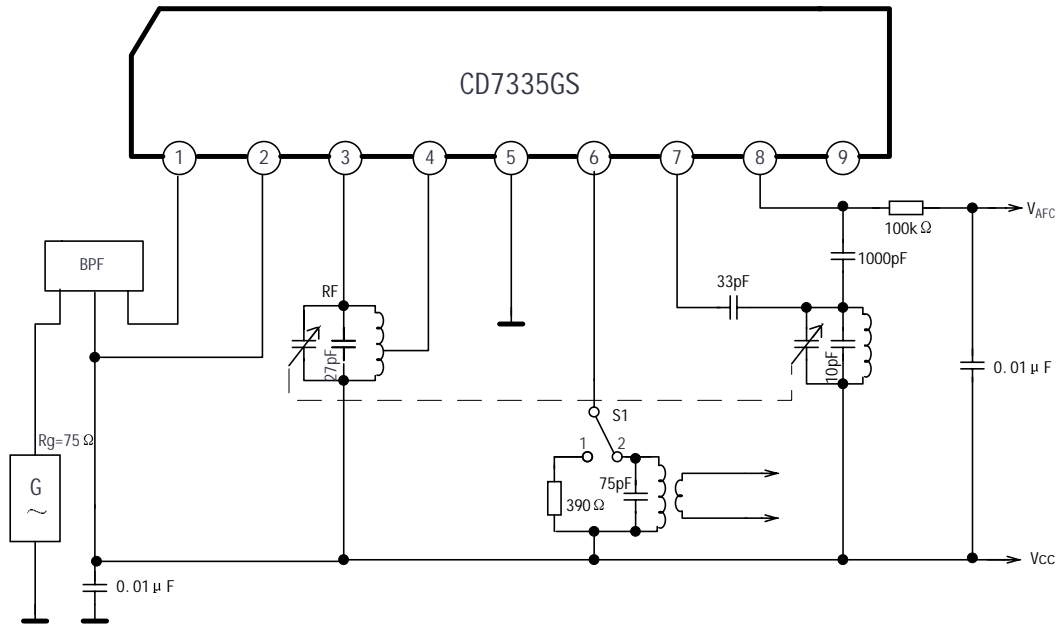 CD7335GS
1 2 3 4 5 6 7 8 9
V_AFC
100kΩ
BPF
1000pF
33pF
RF
27pF
10pF
0.01μF
S1
Rg=75Ω
1 2
G
~
75pF
390Ω
Vcc
0.01μF